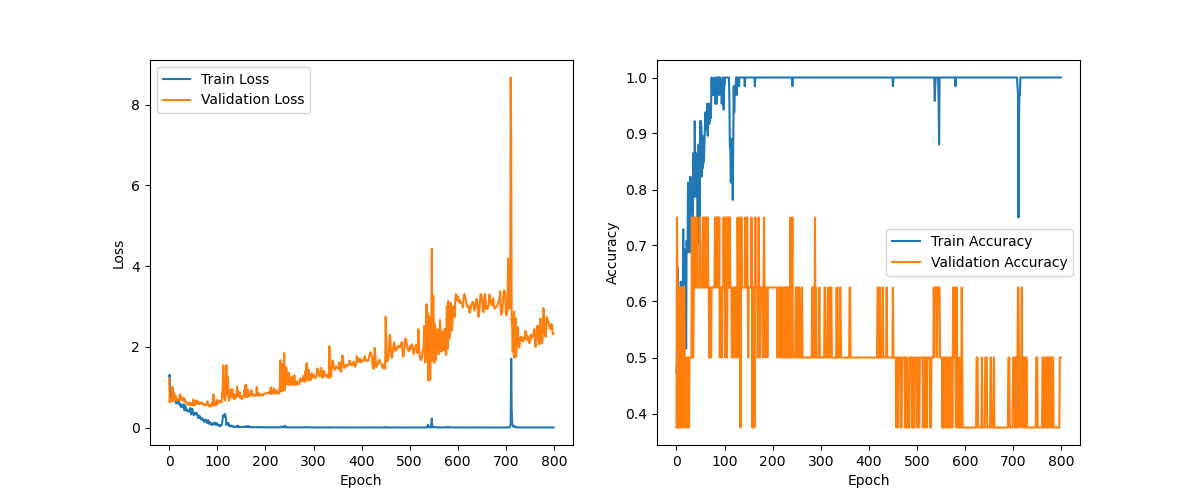 Train Loss
Validation Loss
8
6
4
2
0
Loss
0 100 200 300 400 500 600 700 800
Epoch
1.0
0.9
0.8
0.7
0.6
0.5
0.4
Accuracy
Train Accuracy
Validation Accuracy
0 100 200 300 400 500 600 700 800
Epoch